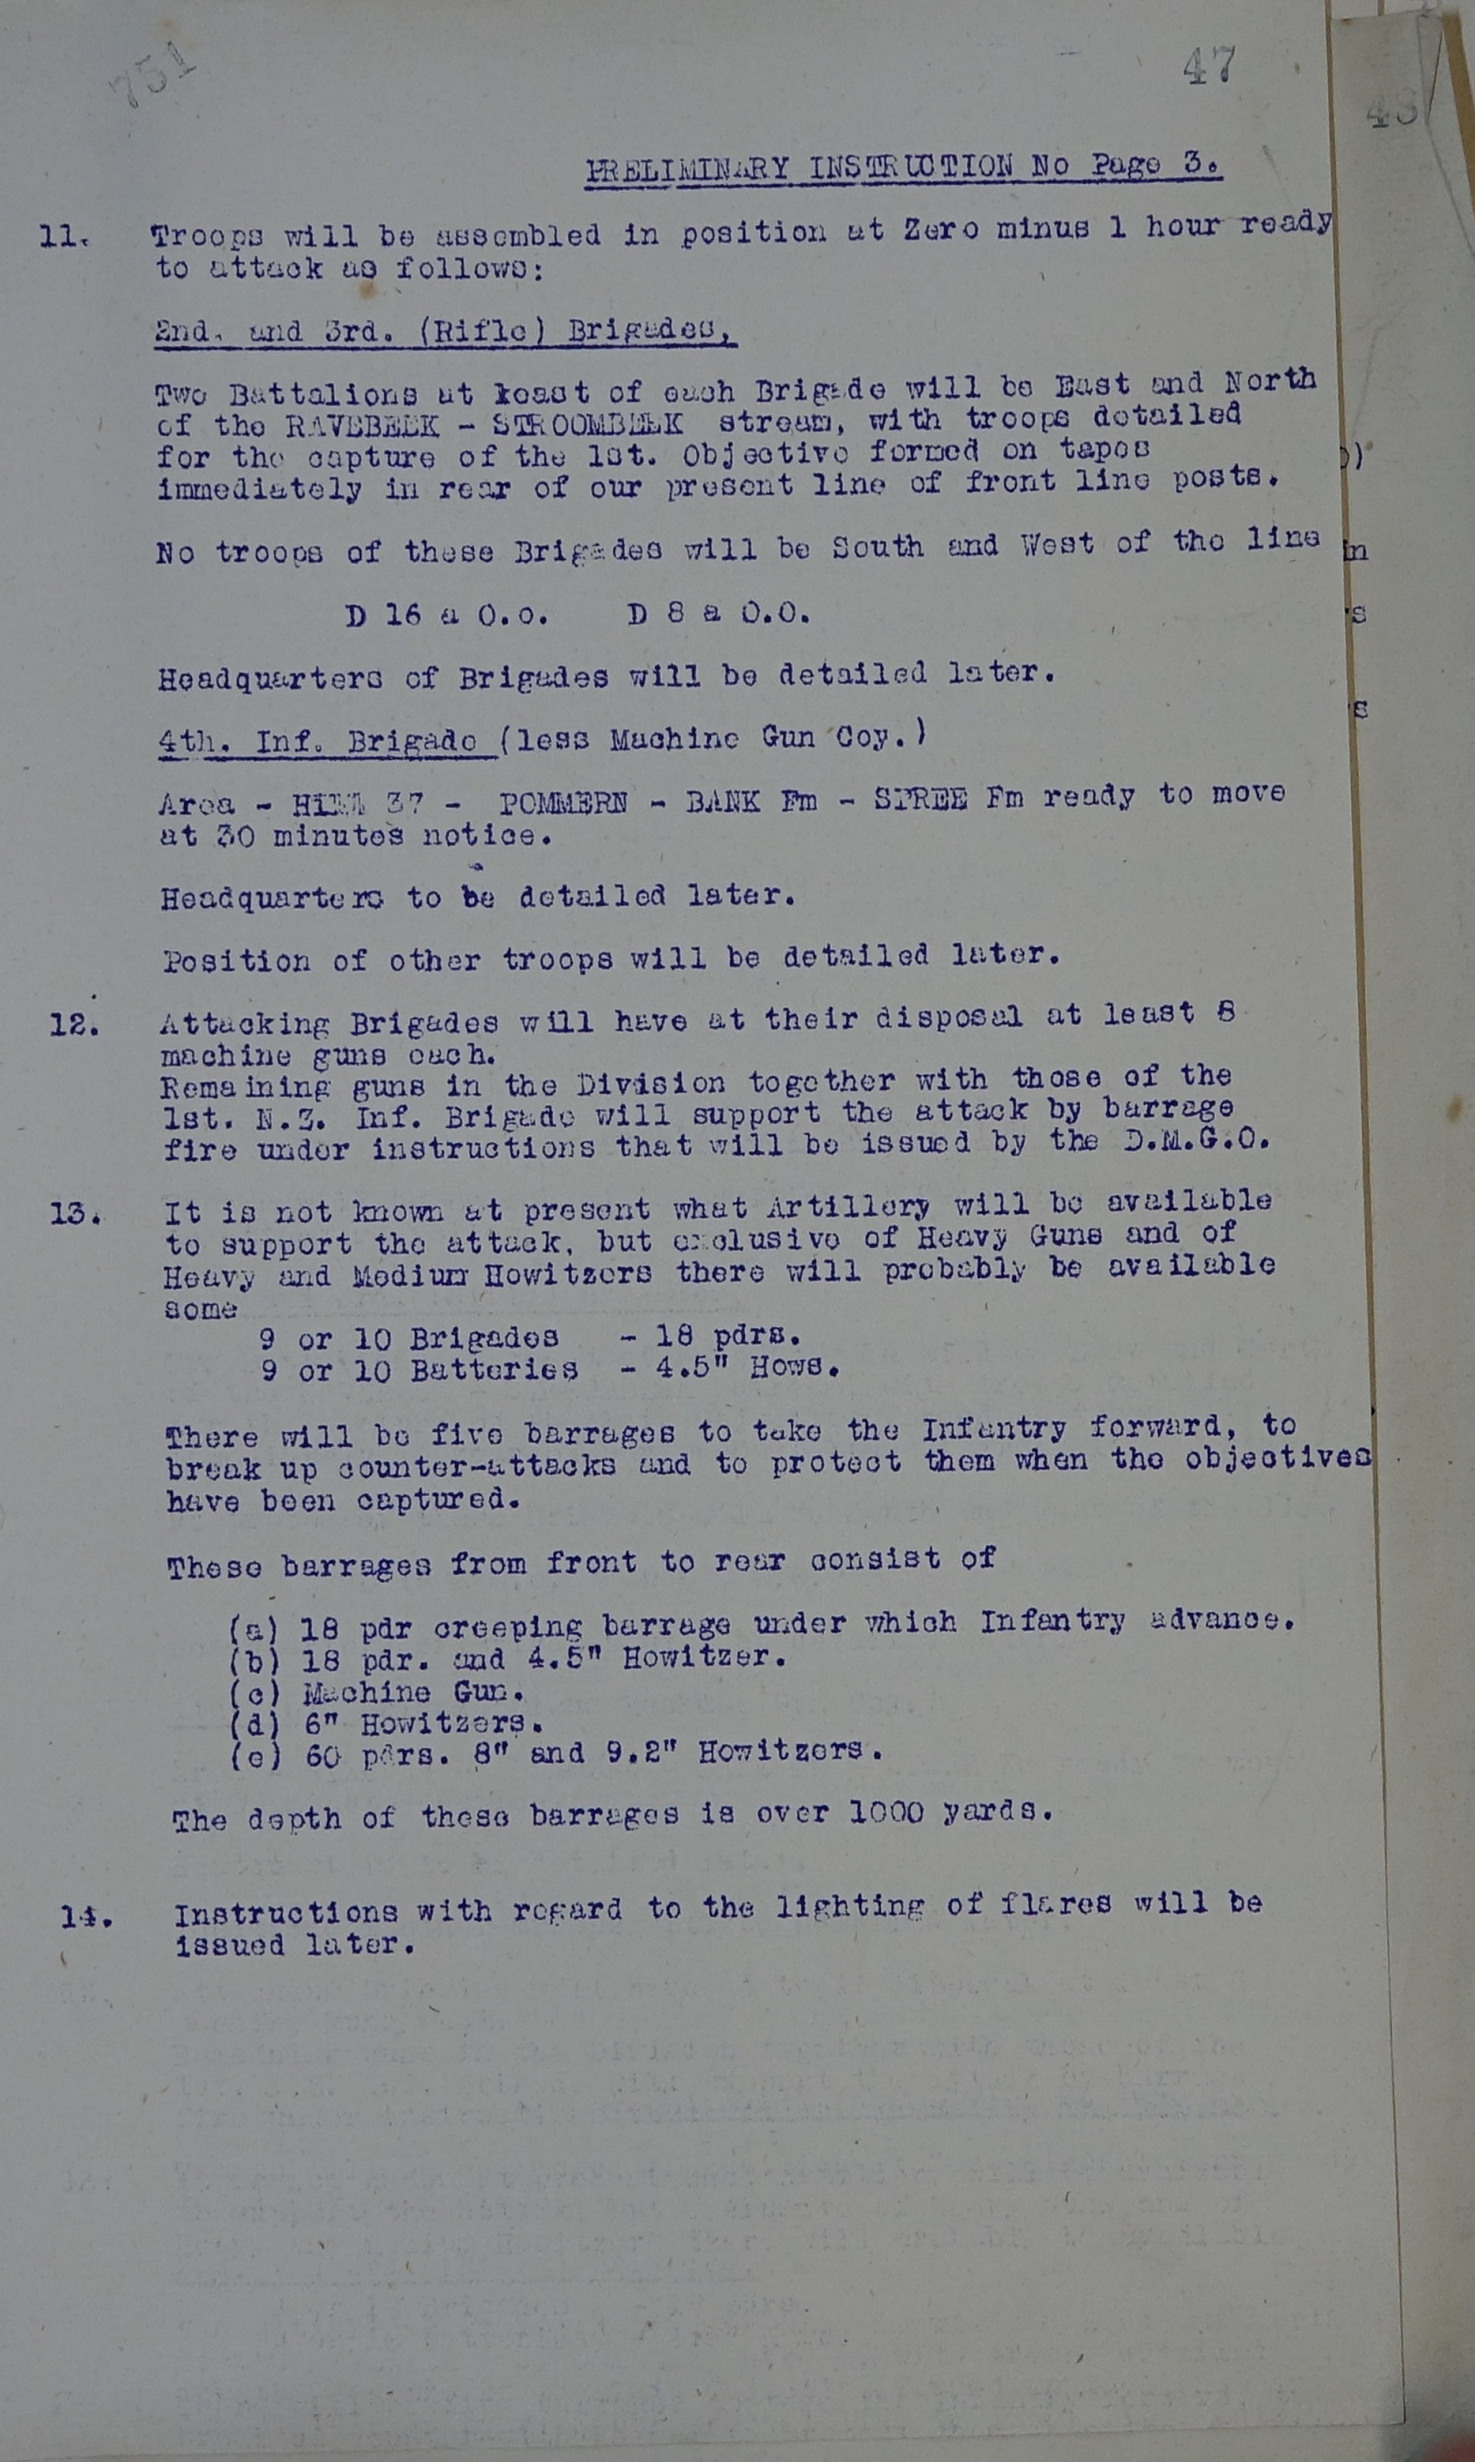 751
47
48
PRELIMINARY INSTRUCTION No Page 3.
11. Troops will be assembled in position at Zero minus 1 hour ready
to attack as follows:
2nd. and 3rd. (Rifle) Brigades,
Two Battalions at least of each Brigade will be East and North
of the RAVEBEEK - STROOMBEEK stream, with troops detailed
for the capture of the 1st. Objective formed on tapes
immediately in rear of our present line of front line posts.
No troops of these Brigades will be South and West of the line
D 16 a 0.o. D 8 a 0.0.
Headquarters of Brigades will be detailed later.
4th. Inf. Brigade (less Machine Gun Coy.)
Area - HILL 37 - POMMERN - BANK Fm - SPREE Fm ready to move
at 30 minutes notice.
Headquarters to be detailed later.
Position of other troops will be detailed later.
12. Attacking Brigades will have at their disposal at least 8
machine guns each.
Remaining guns in the Division together with those of the
1st. N.Z. Inf. Brigade will support the attack by barrage
fire under instructions that will be issued by the D.M.G.O.
13. It is not known at present what Artillery will be available
to support the attack, but exclusive of Heavy Guns and of
Heavy and Medium Howitzers there will probably be available
some
9 or 10 Brigades - 18 pdrs.
9 or 10 Batteries - 4.5" Hows.
There will be five barrages to take the Infantry forward, to
break up counter-attacks and to protect them when the objectives
have been captured.
These barrages from front to rear consist of
(a) 18 pdr creeping barrage under which Infantry advance.
(b) 18 pdr. and 4.5" Howitzer.
(c) Machine Gun.
(d) 6" Howitzers.
(e) 60 pdrs. 8" and 9.2" Howitzers.
The depth of these barrages is over 1000 yards.
14. Instructions with regard to the lighting of flares will be
issued later.